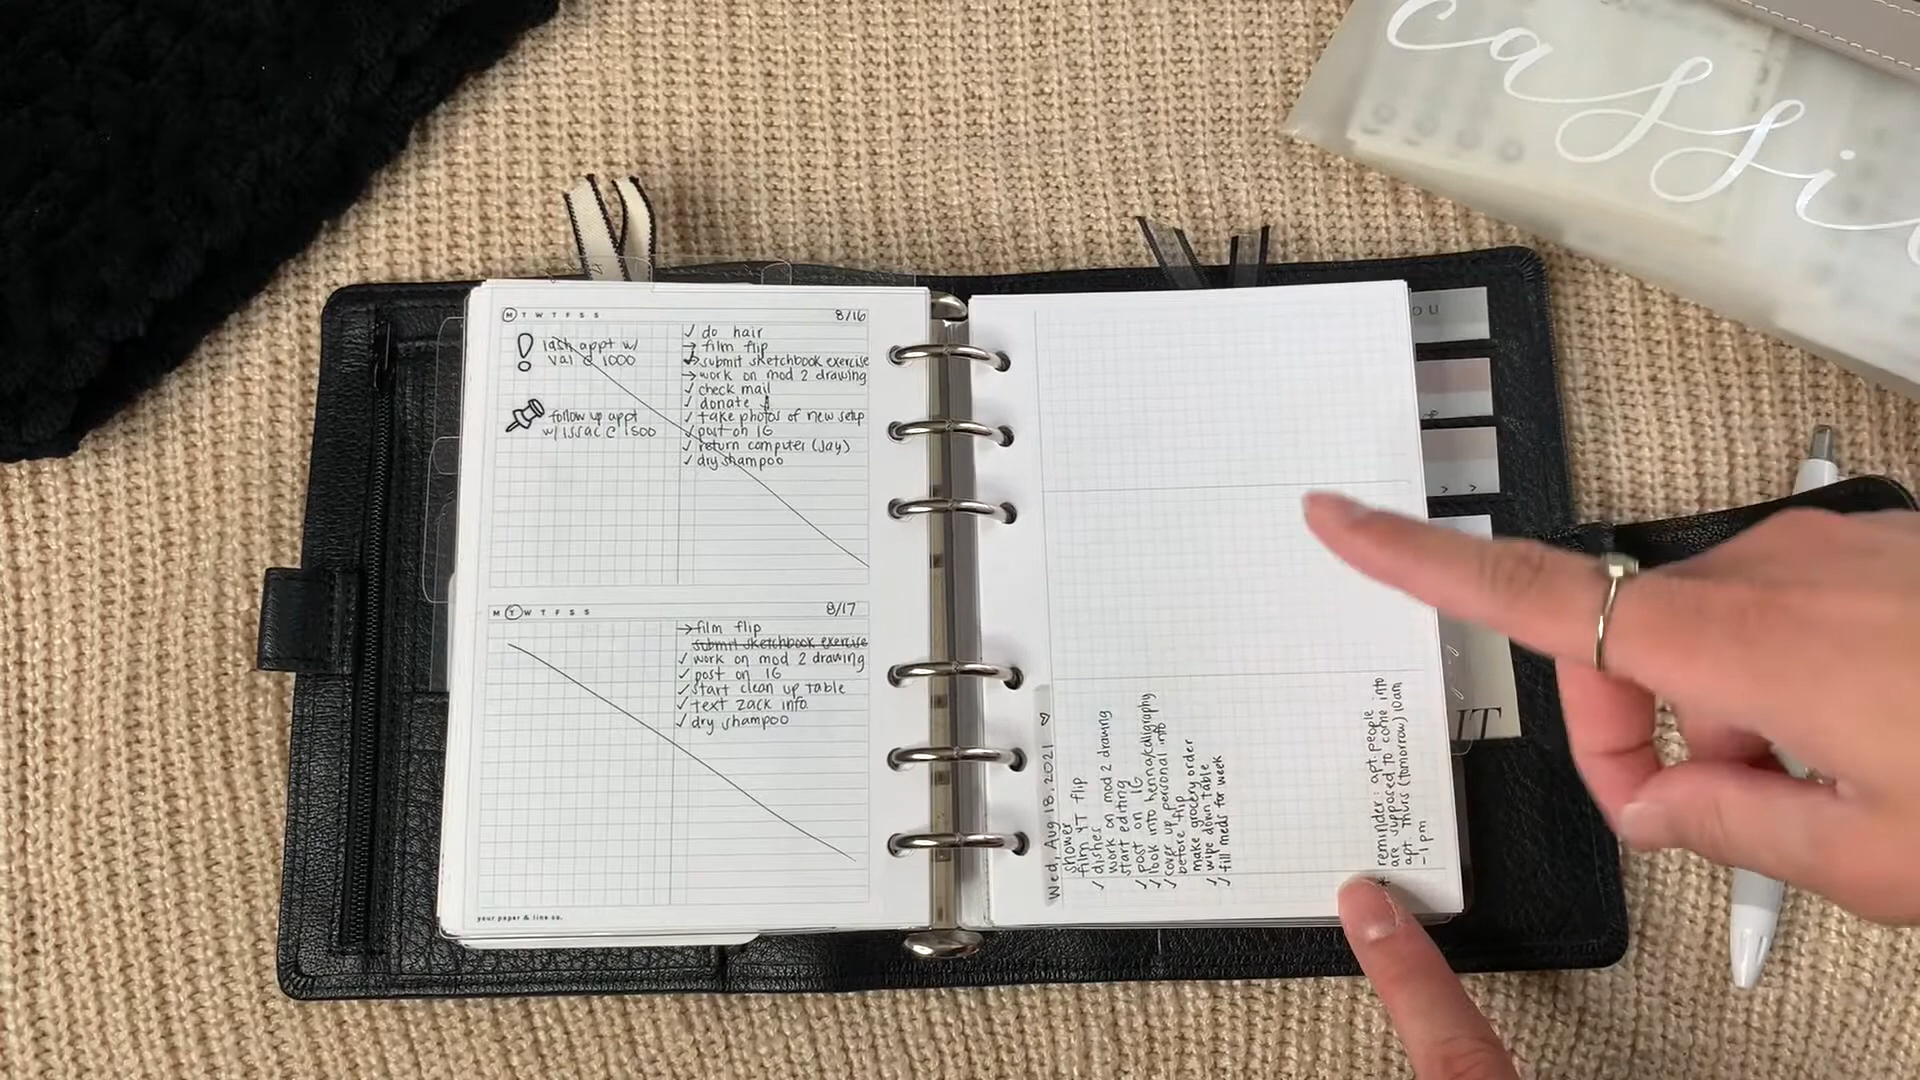 M T W T F S S
8/16
lash appt w/
Val @ 1000
follow up appt
w/ Issac @ 1500
✓ do hair
→ film flip
→ submit sketchbook exercise
→ work on mod 2 drawing
✓ check mail
✓ donate
✓ take photos of new setup
✓ post on IG
✓ return computer (Jay)
✓ dry shampoo
M T W T F S S
8/17
→ film flip
submit sketchbook exercise
✓ work on mod 2 drawing
✓ post on IG
✓ start clean up table
✓ text zack info
✓ dry shampoo
your paper & line co.
Wed, Aug 18. 2021 ♡
shower
film YT flip
✓ dishes
work on mod 2 drawing
start editing
✓ post on IG
✓ look into henna/calligraphy
✓ cover up personal info
before flip
make grocery order
✓ wipe down table
✓ fill meds for week
* reminder: apt. people
are supposed to come into
apt. thurs (tomorrow) 10am
-1pm
cassi
OU
IT